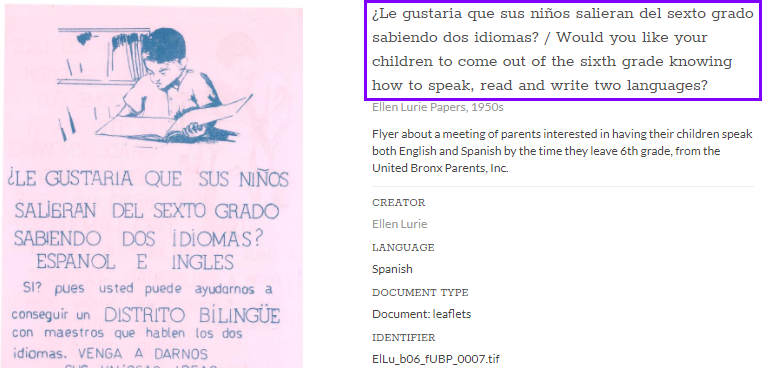 ¿LE GUSTARIA QUE SUS NIÑOS
SALIERAN DEL SEXTO GRADO
SABIENDO DOS IDIOMAS?
ESPANOL E INGLES
SI? pues usted puede ayudarnos a
conseguir un DISTRITO BILINGÜE
con maestros que hablen los dos
idiomas. VENGA A DARNOS
SUS VALIOSAS IDEAS
¿Le gustaria que sus niños salieran del sexto grado
sabiendo dos idiomas? / Would you like your
children to come out of the sixth grade knowing
how to speak, read and write two languages?
Ellen Lurie Papers, 1950s
Flyer about a meeting of parents interested in having their children speak
both English and Spanish by the time they leave 6th grade, from the
United Bronx Parents, Inc.
CREATOR
Ellen Lurie
LANGUAGE
Spanish
DOCUMENT TYPE
Document: leaflets
IDENTIFIER
ElLu_b06_fUBP_0007.tif